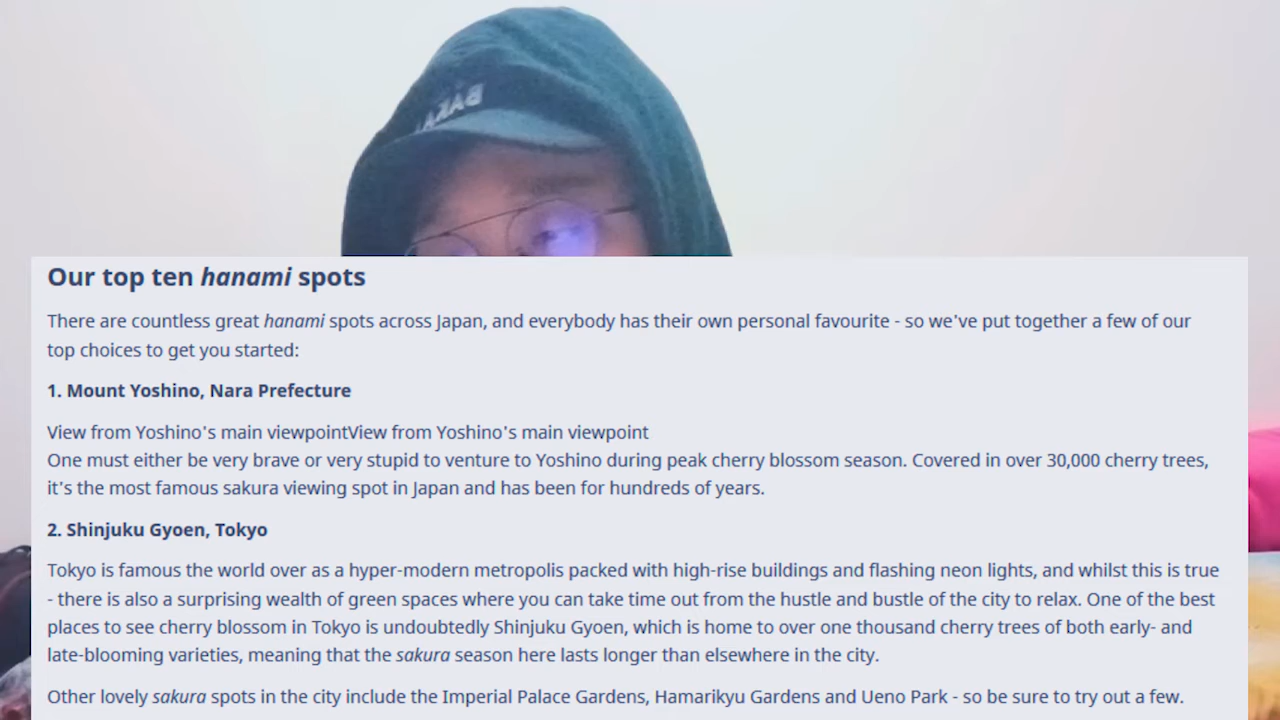 BAKA
Our top ten hanami spots
There are countless great hanami spots across Japan, and everybody has their own personal favourite - so we've put together a few of our
top choices to get you started:
1. Mount Yoshino, Nara Prefecture
View from Yoshino's main viewpointView from Yoshino's main viewpoint
One must either be very brave or very stupid to venture to Yoshino during peak cherry blossom season. Covered in over 30,000 cherry trees,
it's the most famous sakura viewing spot in Japan and has been for hundreds of years.
2. Shinjuku Gyoen, Tokyo
Tokyo is famous the world over as a hyper-modern metropolis packed with high-rise buildings and flashing neon lights, and whilst this is true
- there is also a surprising wealth of green spaces where you can take time out from the hustle and bustle of the city to relax. One of the best
places to see cherry blossom in Tokyo is undoubtedly Shinjuku Gyoen, which is home to over one thousand cherry trees of both early- and
late-blooming varieties, meaning that the sakura season here lasts longer than elsewhere in the city.
Other lovely sakura spots in the city include the Imperial Palace Gardens, Hamarikyu Gardens and Ueno Park - so be sure to try out a few.